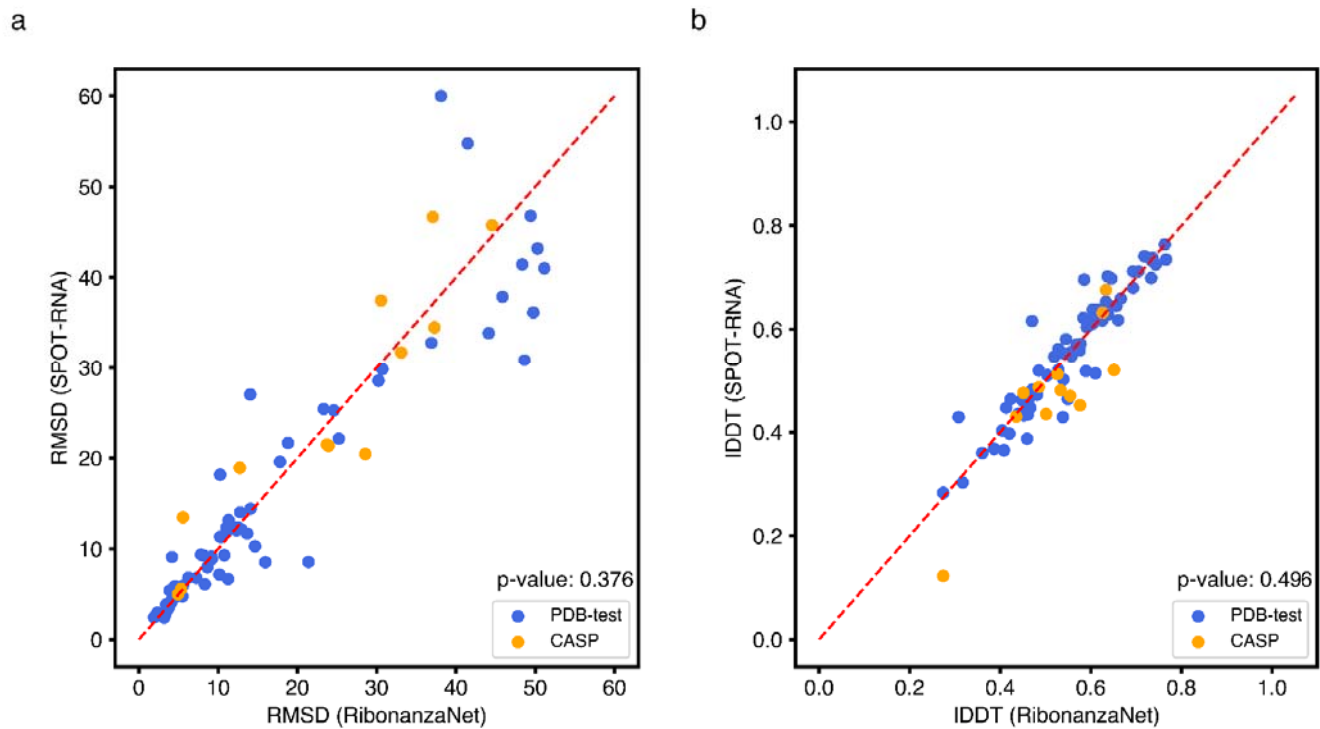 a
b
60
50
40
30
20
10
0
RMSD (SPOT-RNA)
0 10 20 30 40 50 60
RMSD (RibonanzaNet)
p-value: 0.376
PDB-test
CASP
1.0
0.8
0.6
0.4
0.2
0.0
lDDT (SPOT-RNA)
0.0 0.2 0.4 0.6 0.8 1.0
lDDT (RibonanzaNet)
p-value: 0.496
PDB-test
CASP